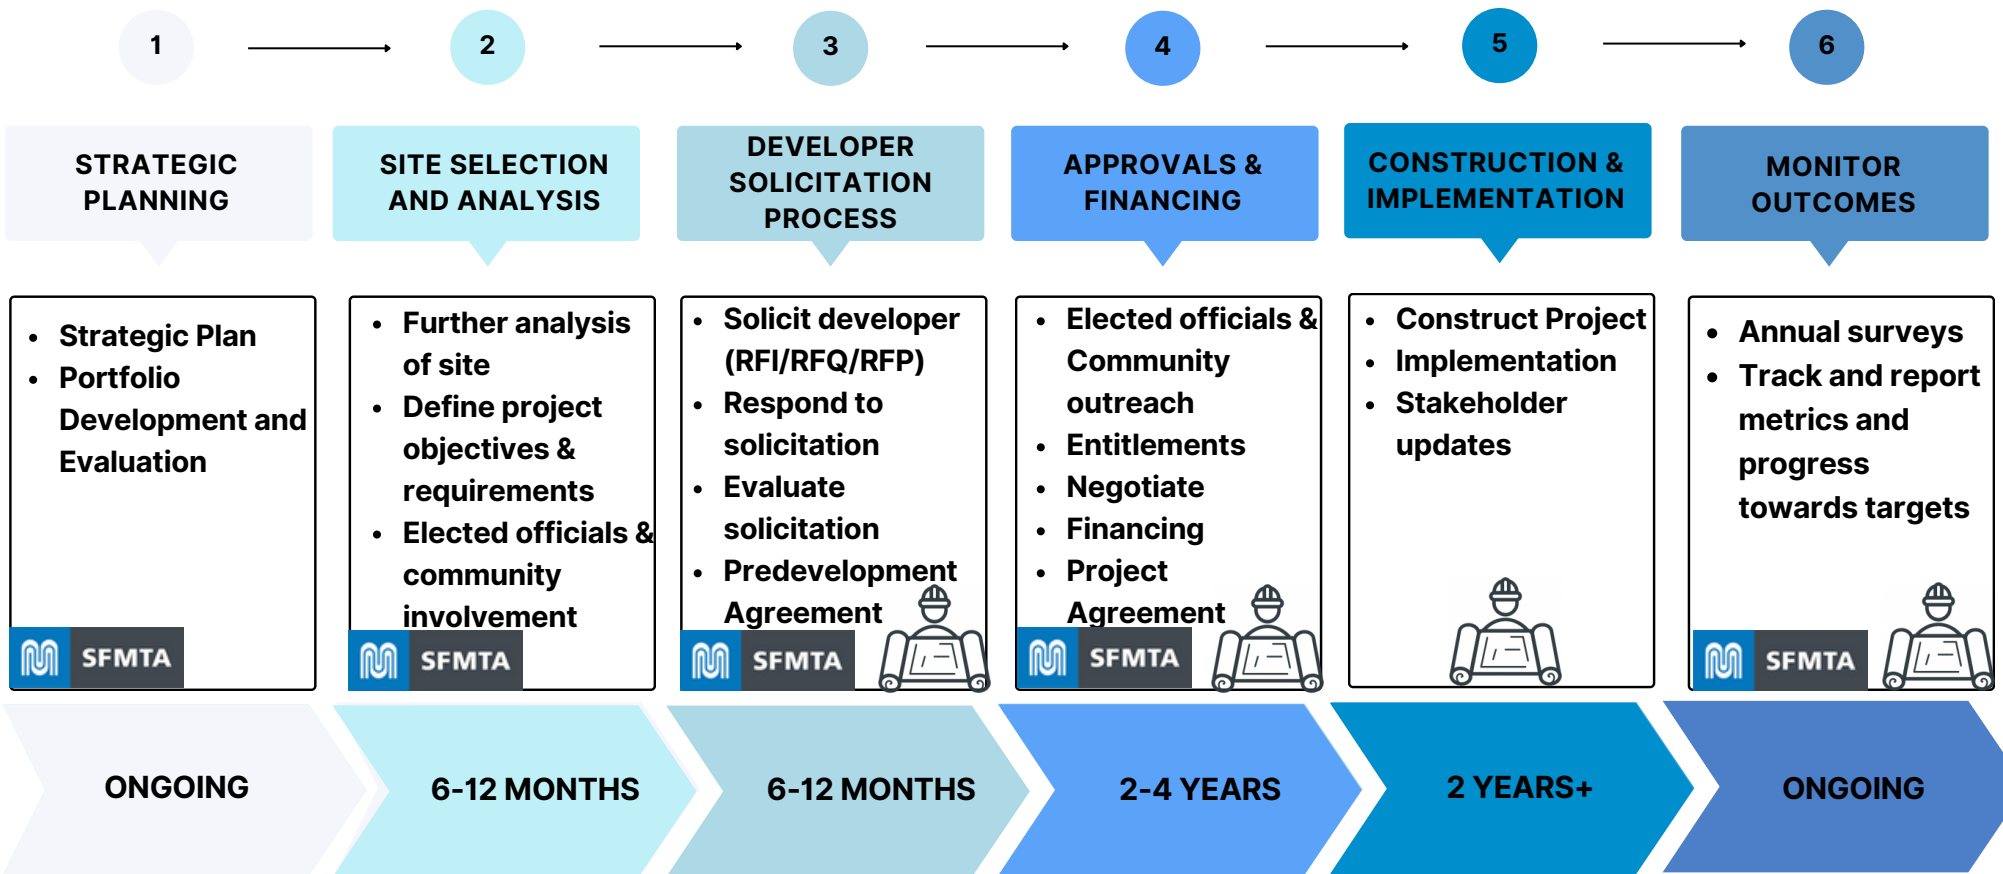 1
2
3
4
5
6
STRATEGIC
PLANNING
SITE SELECTION
AND ANALYSIS
DEVELOPER
SOLICITATION
PROCESS
APPROVALS &
FINANCING
CONSTRUCTION &
IMPLEMENTATION
MONITOR
OUTCOMES
• Strategic Plan
• Portfolio
Development and
Evaluation
SFMTA
• Further analysis
of site
• Define project
objectives &
requirements
• Elected officials &
community
involvement
SFMTA
• Solicit developer
(RFI/RFQ/RFP)
• Respond to
solicitation
• Evaluate
solicitation
• Predevelopment
Agreement
SFMTA
• Elected officials &
Community
outreach
• Entitlements
• Negotiate
• Financing
• Project
Agreement
SFMTA
• Construct Project
• Implementation
• Stakeholder
updates
• Annual surveys
• Track and report
metrics and
progress
towards targets
SFMTA
ONGOING
6-12 MONTHS
6-12 MONTHS
2-4 YEARS
2 YEARS+
ONGOING